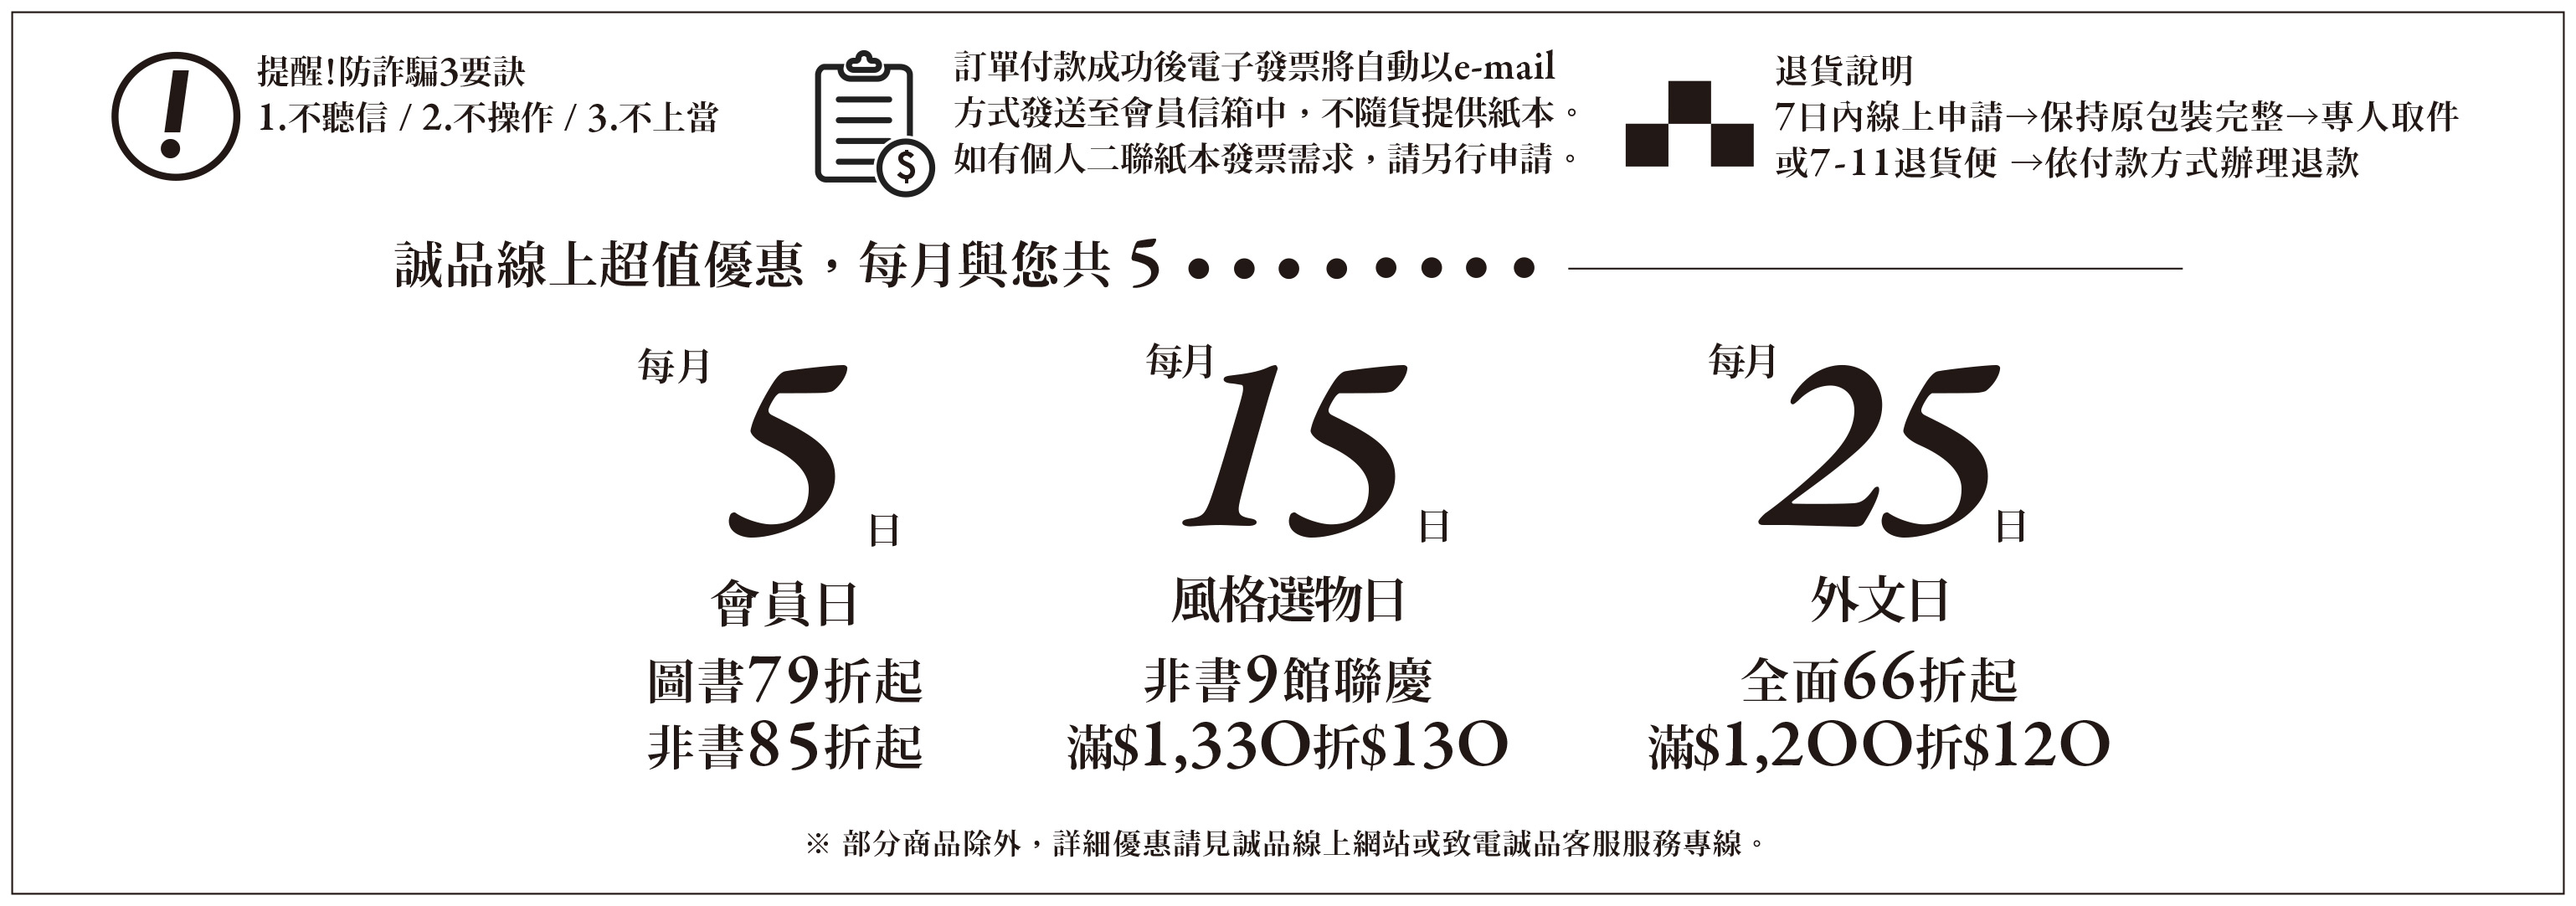 提醒!防詐騙3要訣
1.不聽信 / 2.不操作 / 3.不上當
訂單付款成功後電子發票將自動以e-mail
方式發送至會員信箱中，不隨貨提供紙本。
如有個人二聯紙本發票需求，請另行申請。
$
退貨說明
7日內線上申請→保持原包裝完整→專人取件
或7-11退貨便 →依付款方式辦理退款
誠品線上超值優惠，每月與您共 5 ••••••••
每月 5 日
會員日
圖書79折起
非書85折起
每月 15 日
風格選物日
非書9館聯慶
滿$1,330折$130
每月 25 日
外文日
全面66折起
滿$1,200折$120
※ 部分商品除外，詳細優惠請見誠品線上網站或致電誠品客服服務專線。